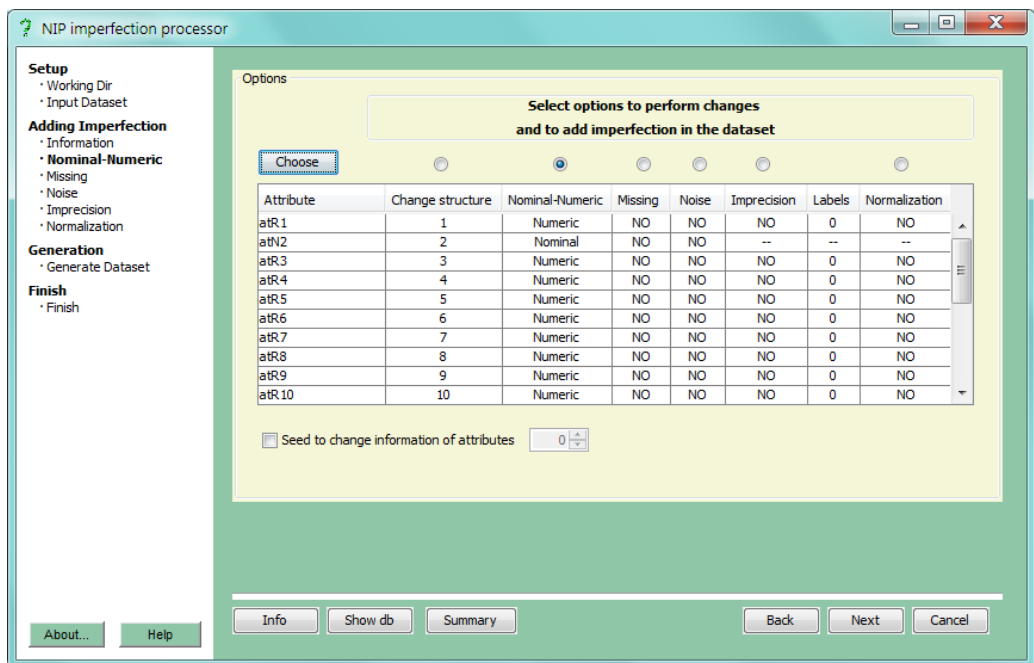 NIP imperfection processor
Setup
· Working Dir
· Input Dataset
Adding Imperfection
· Information
· Nominal-Numeric
· Missing
· Noise
· Imprecision
· Normalization
Generation
· Generate Dataset
Finish
· Finish
About...
Help
Options
Select options to perform changes
and to add imperfection in the dataset
Choose
Attribute Change structure Nominal-Numeric Missing Noise Imprecision Labels Normalization
atR1 1 Numeric NO NO NO 0 NO
atN2 2 Nominal NO NO -- -- --
atR3 3 Numeric NO NO NO 0 NO
atR4 4 Numeric NO NO NO 0 NO
atR5 5 Numeric NO NO NO 0 NO
atR6 6 Numeric NO NO NO 0 NO
atR7 7 Numeric NO NO NO 0 NO
atR8 8 Numeric NO NO NO 0 NO
atR9 9 Numeric NO NO NO 0 NO
atR10 10 Numeric NO NO NO 0 NO
Seed to change information of attributes 0
Info Show db Summary Back Next Cancel